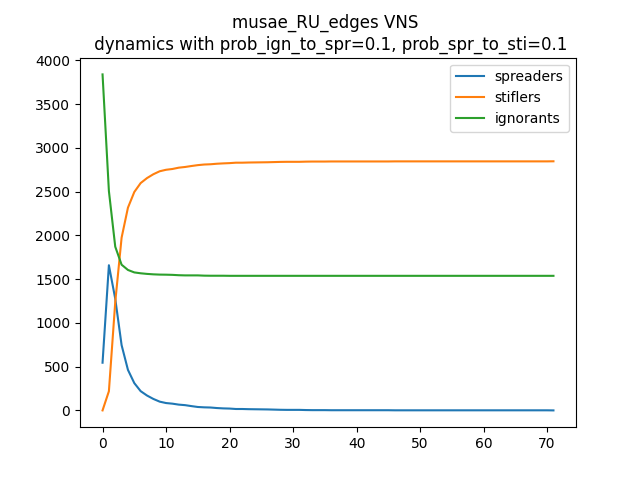 musae_RU_edges VNS
dynamics with prob_ign_to_spr=0.1, prob_spr_to_sti=0.1
spreaders
stiflers
ignorants
4000
3500
3000
2500
2000
1500
1000
500
0
0 10 20 30 40 50 60 70